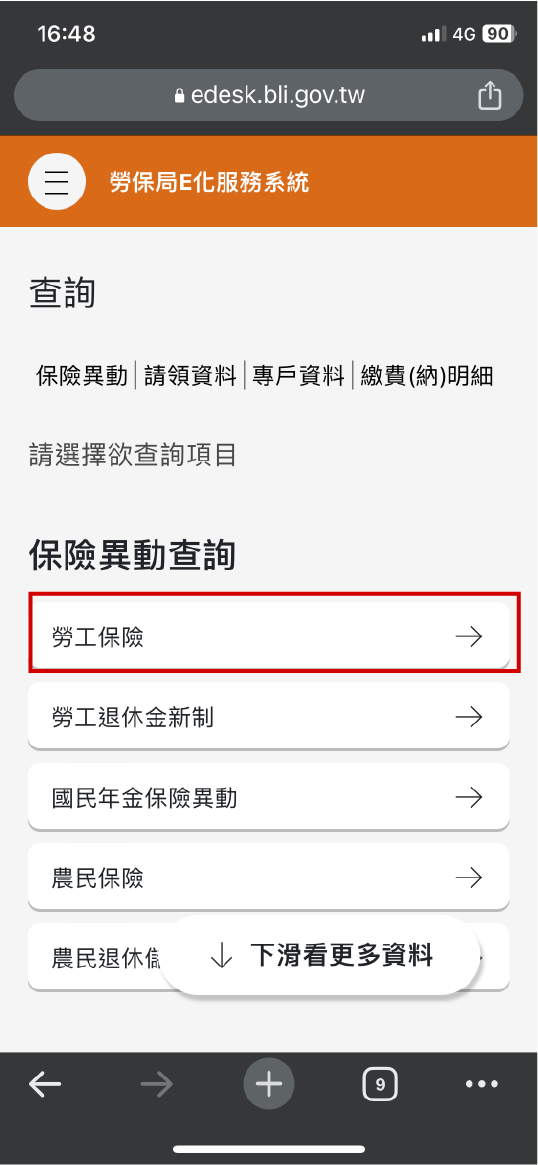 16:48 4G 90
edesk.bli.gov.tw
勞保局E化服務系統
查詢
保險異動 | 請領資料 | 專戶資料 | 繳費(納)明細
請選擇欲查詢項目
保險異動查詢
勞工保險
勞工退休金新制
國民年金保險異動
農民保險
農民退休儲
下滑看更多資料
9